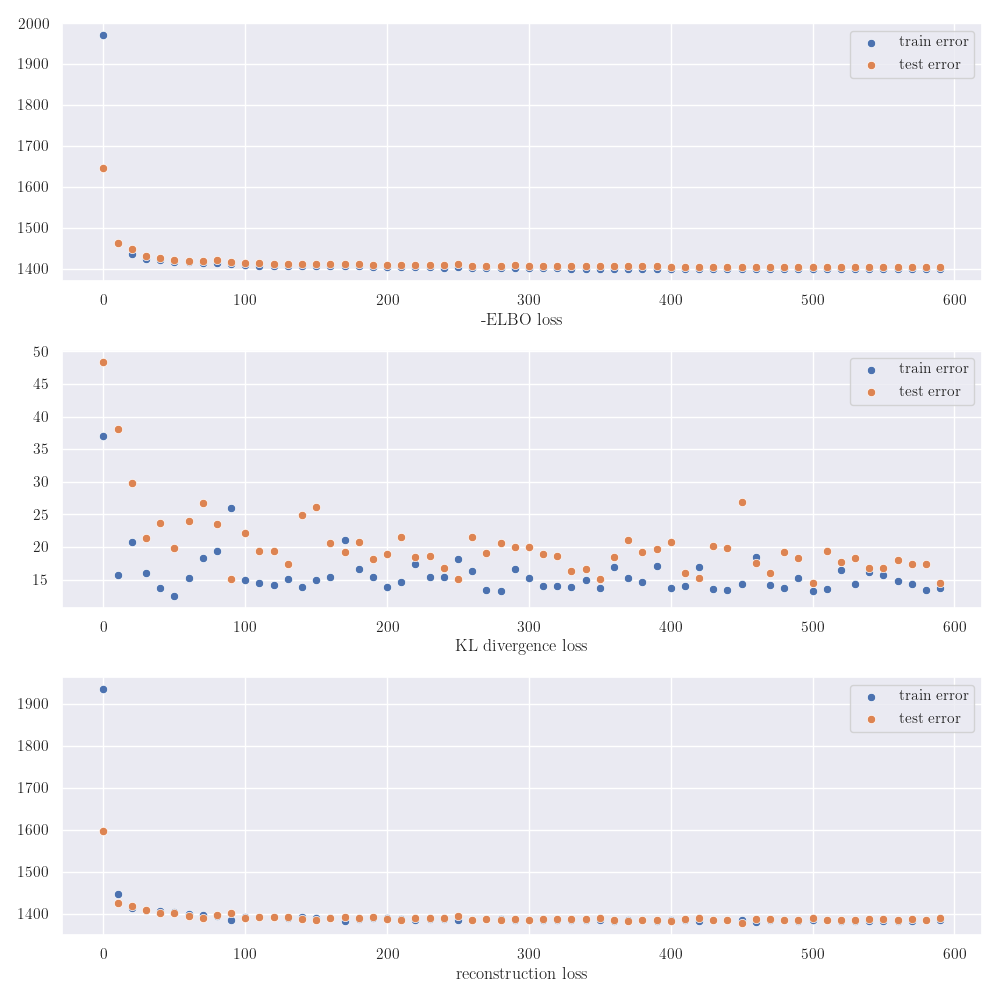 2000
1900
1800
1700
1600
1500
1400
train error
test error
0 100 200 300 400 500 600
-ELBO loss
50
45
40
35
30
25
20
15
train error
test error
0 100 200 300 400 500 600
KL divergence loss
1900
1800
1700
1600
1500
1400
train error
test error
0 100 200 300 400 500 600
reconstruction loss